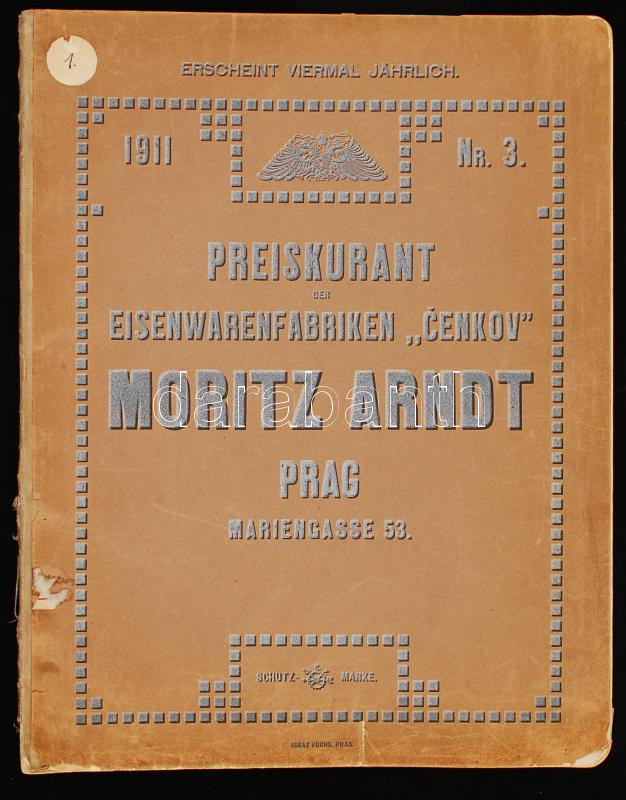 1.
ERSCHEINT VIERMAL JÄHRLICH.
1911 NR. 3.
PREISKURANT
DER
EISENWARENFABRIKEN „ČENKOV”
MORITZ ARNDT
darabanth
PRAG
MARIENGASSE 53.
SCHUTZ- MARKE.
IGNAZ FUCHS, PRAG.